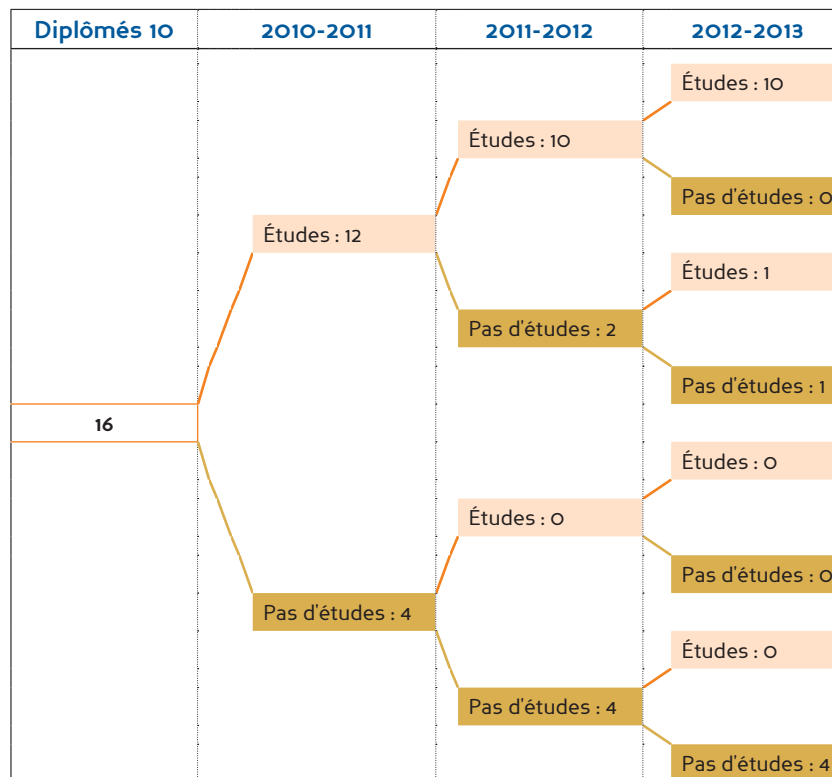 Diplômés 10 2010-2011 2011-2012 2012-2013
Études : 10
Études : 10
Pas d'études : 0
Études : 12
Études : 1
Pas d'études : 2
Pas d'études : 1
16
Études : 0
Études : 0
Pas d'études : 0
Pas d'études : 4
Études : 0
Pas d'études : 4
Pas d'études : 4